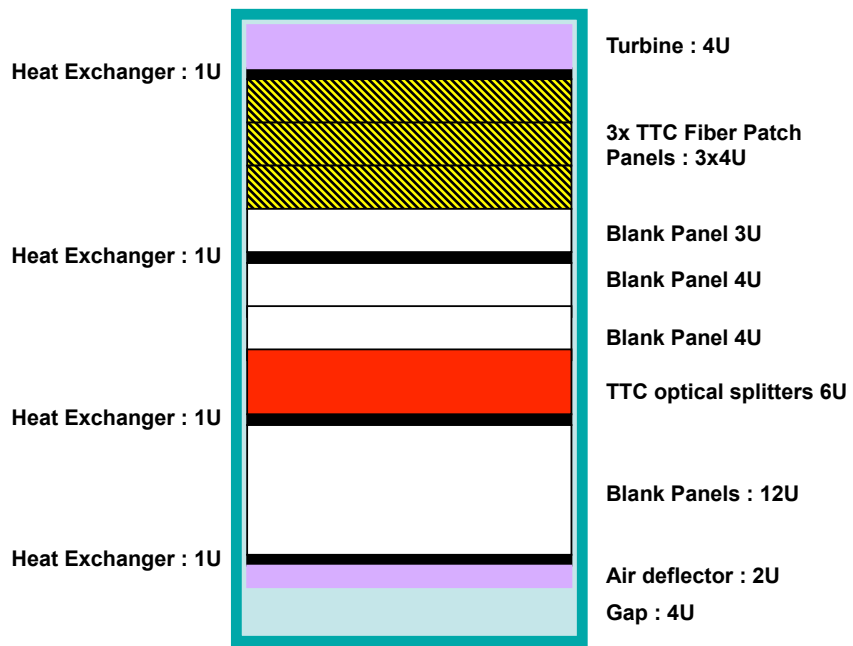 Turbine : 4U
Heat Exchanger : 1U
3x TTC Fiber Patch
Panels : 3x4U
Blank Panel 3U
Heat Exchanger : 1U
Blank Panel 4U
Blank Panel 4U
TTC optical splitters 6U
Heat Exchanger : 1U
Blank Panels : 12U
Heat Exchanger : 1U
Air deflector : 2U
Gap : 4U